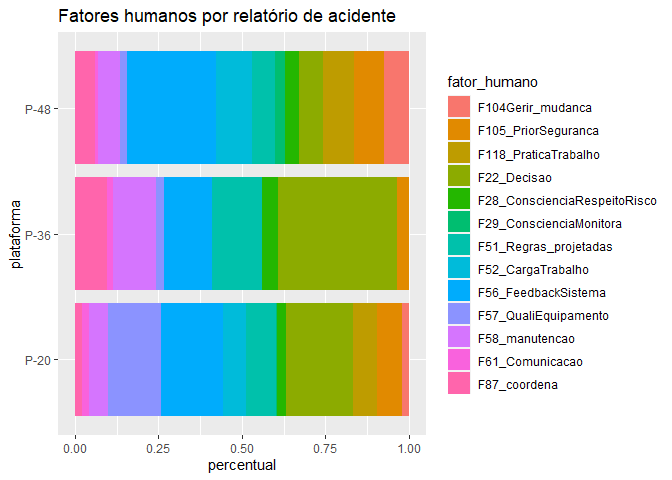 Fatores humanos por relatório de acidente
plataforma
P-48
P-36
P-20
0.00
0.25
0.50
0.75
1.00
percentual
fator_humano
F104Gerir_mudanca
F105_PriorSeguranca
F118_PraticaTrabalho
F22_Decisao
F28_ConscienciaRespeitoRisco
F29_ConscienciaMonitora
F51_Regras_projetadas
F52_CargaTrabalho
F56_FeedbackSistema
F57_QualiEquipamento
F58_manutencao
F61_Comunicacao
F87_coordena